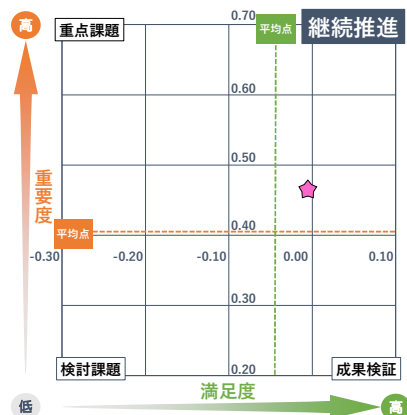 高
重点課題
0.70
平均点
継続推進
0.60
0.50
重要度
平均点
0.40
-0.30
-0.20
-0.10
0.00
0.10
0.30
検討課題
0.20
成果検証
満足度
低
高